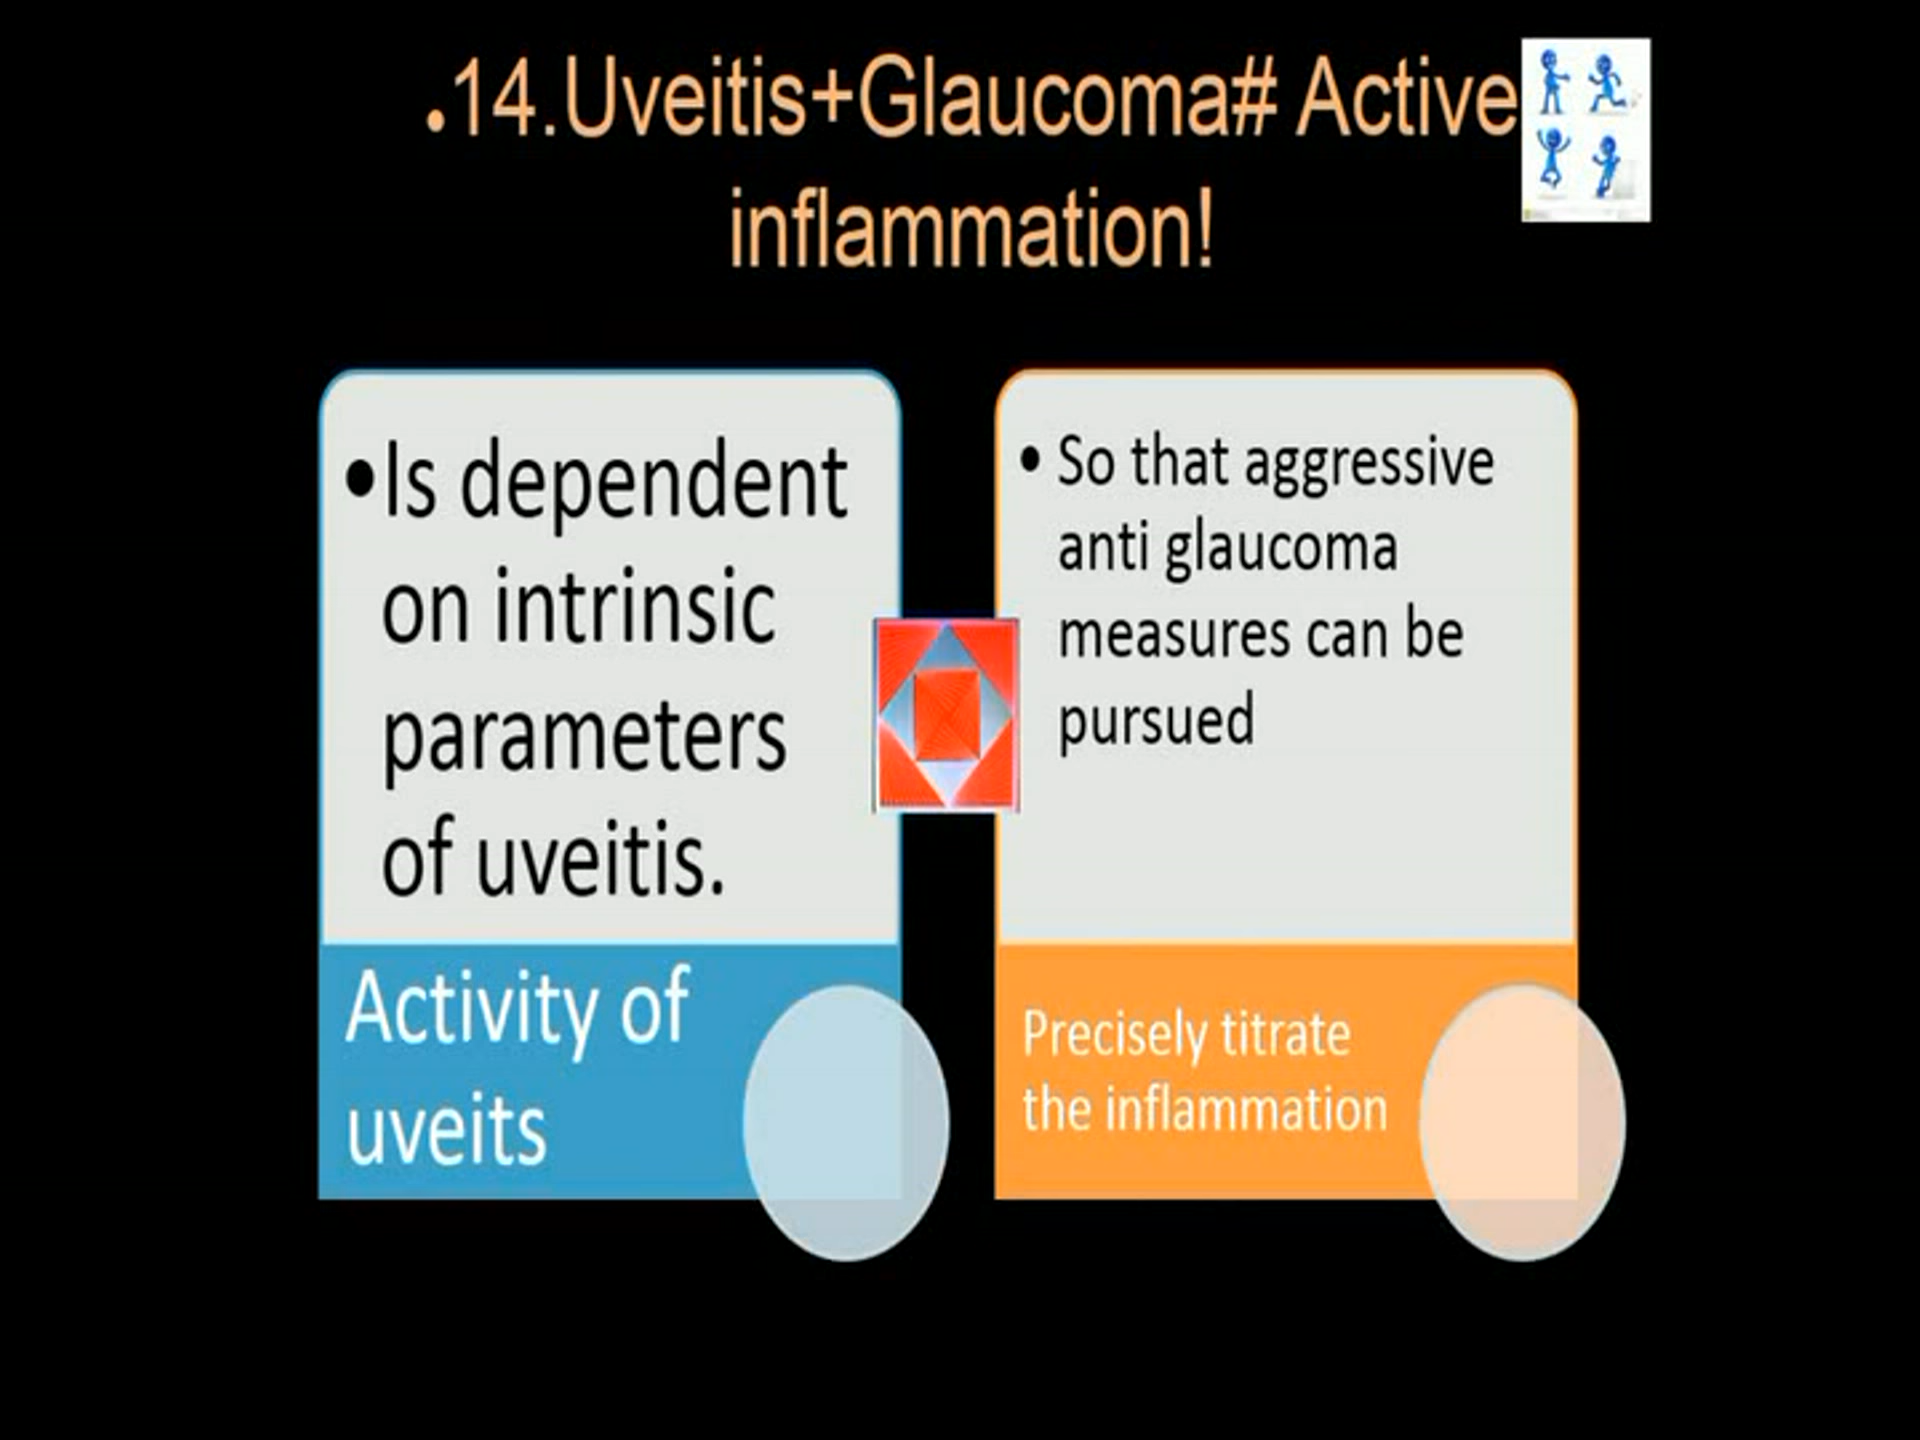 •14.Uveitis+Glaucoma# Active
inflammation!
•Is dependent
on intrinsic
parameters
of uveitis.
Activity of
uveits
• So that aggressive
anti glaucoma
measures can be
pursued
Precisely titrate
the inflammation